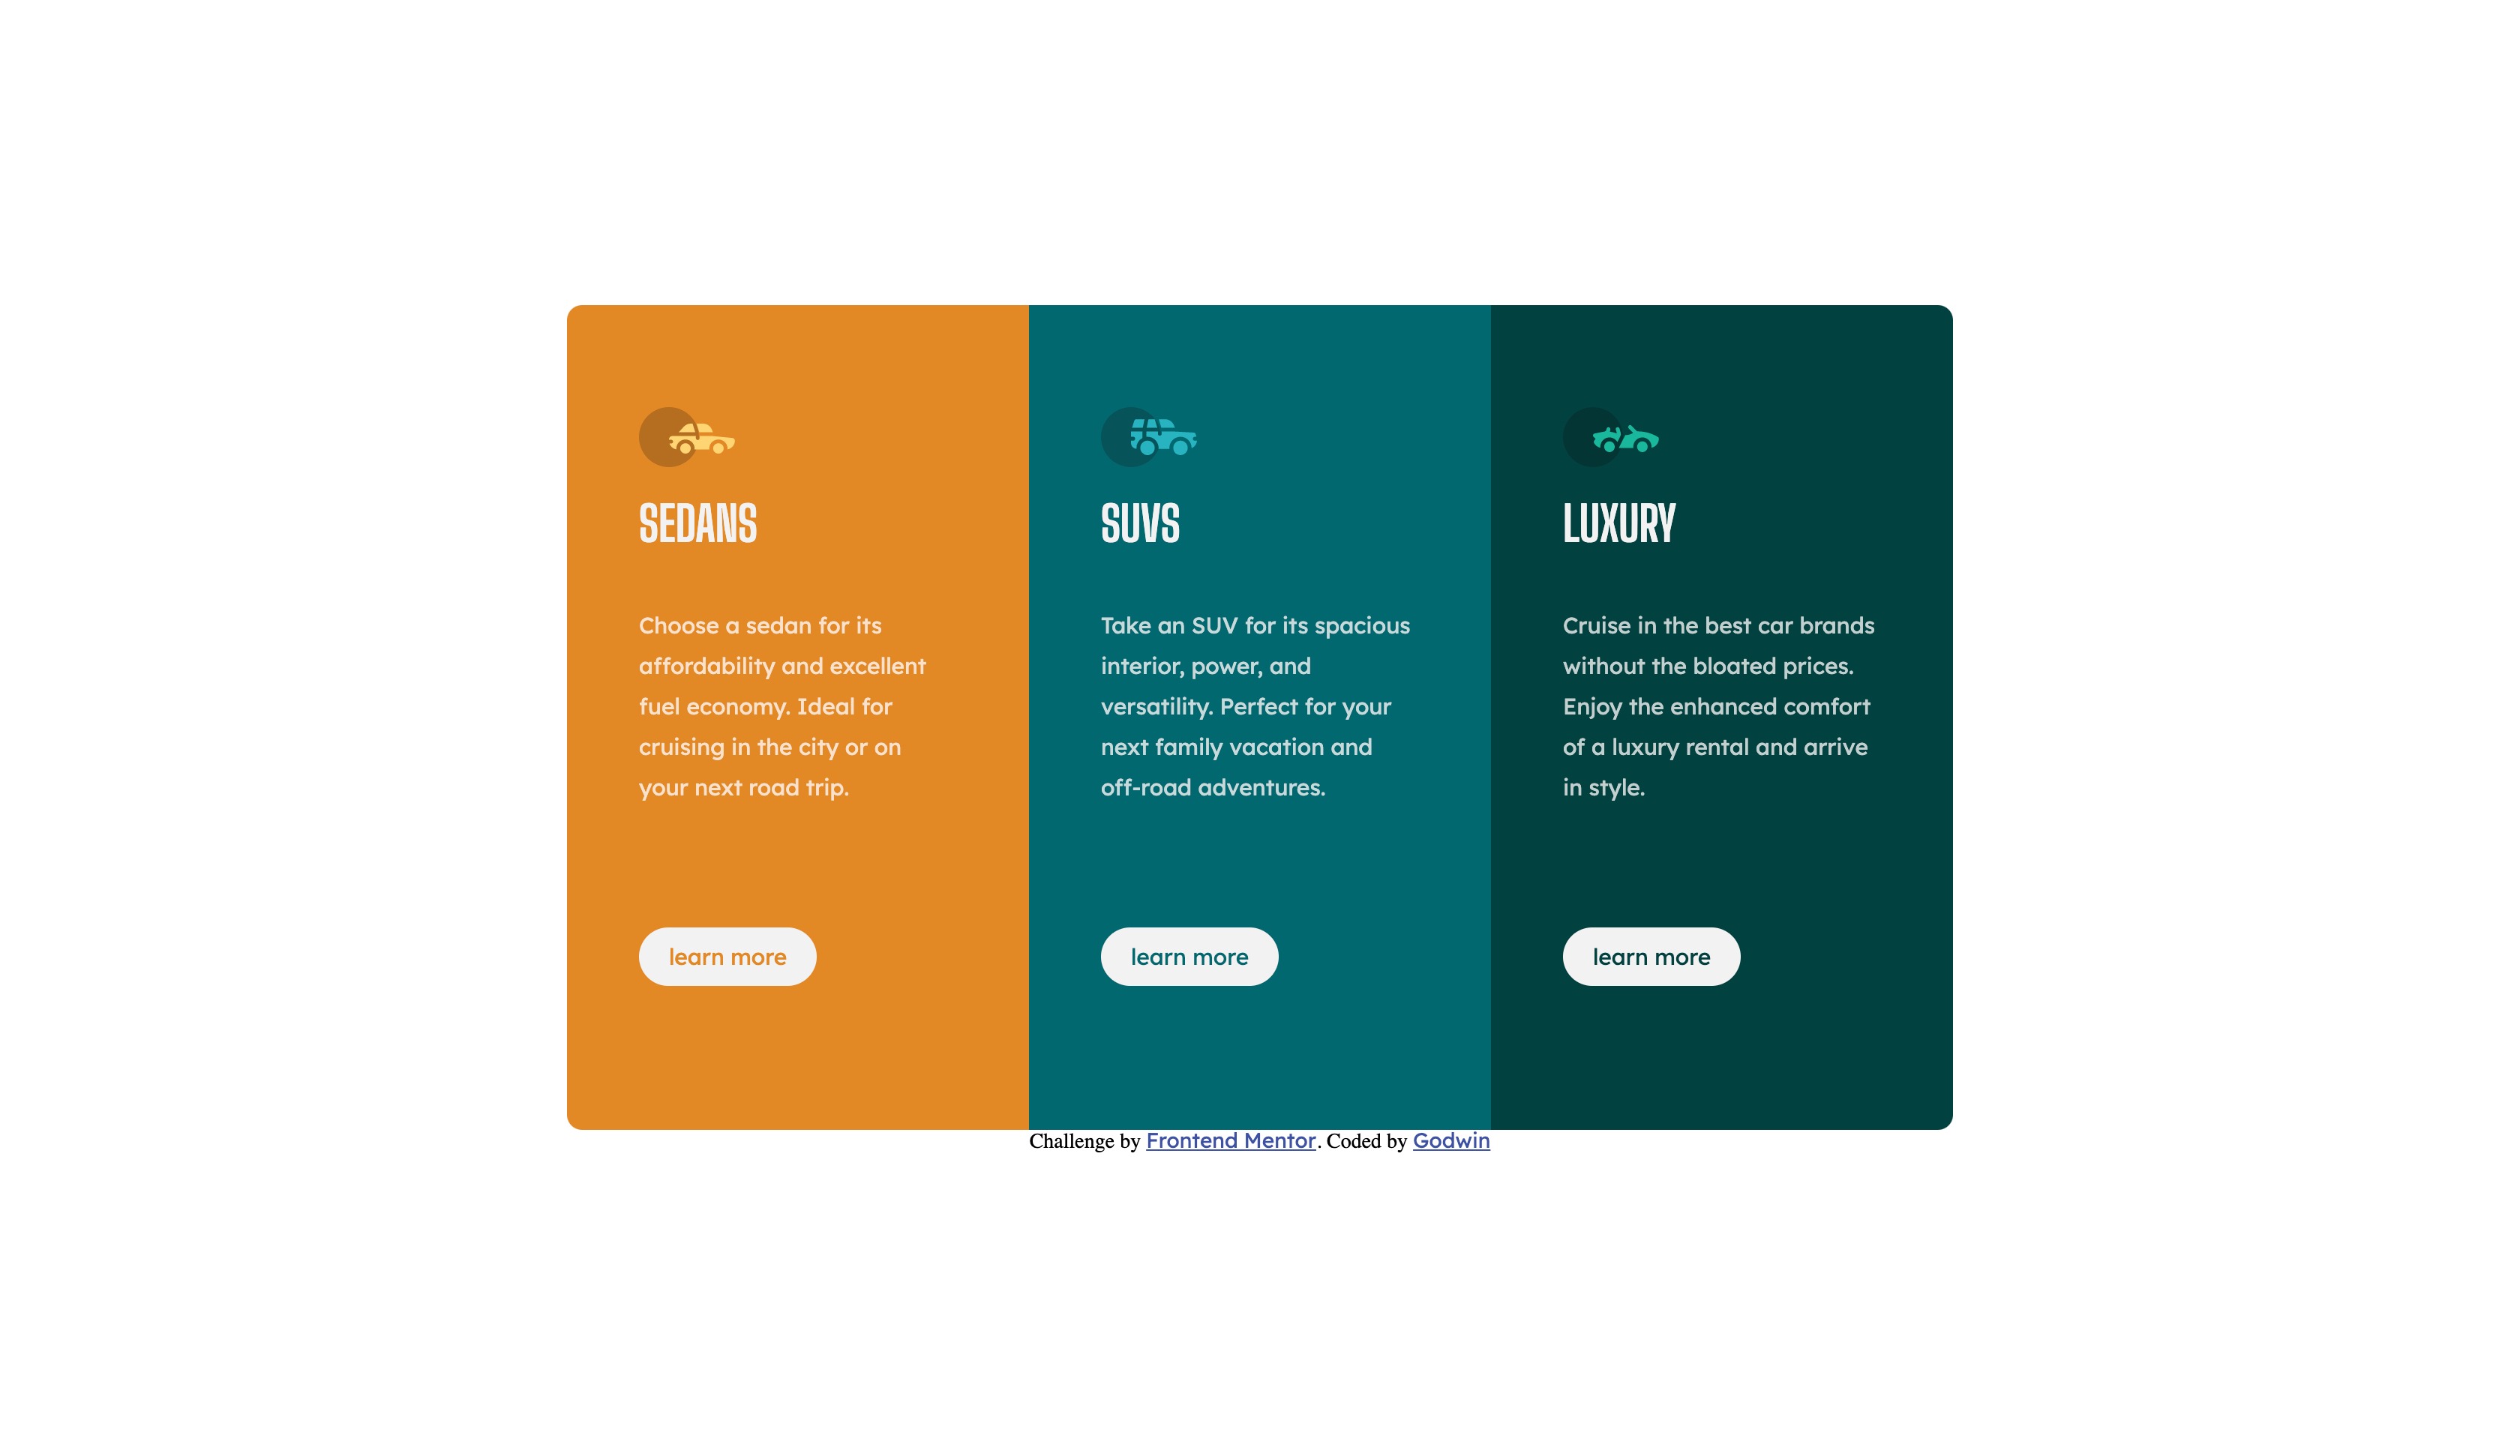 SEDANS
Choose a sedan for its
affordability and excellent
fuel economy. Ideal for
cruising in the city or on
your next road trip.
learn more
SUVS
Take an SUV for its spacious
interior, power, and
versatility. Perfect for your
next family vacation and
off-road adventures.
learn more
LUXURY
Cruise in the best car brands
without the bloated prices.
Enjoy the enhanced comfort
of a luxury rental and arrive
in style.
learn more
Challenge by Frontend Mentor. Coded by Godwin